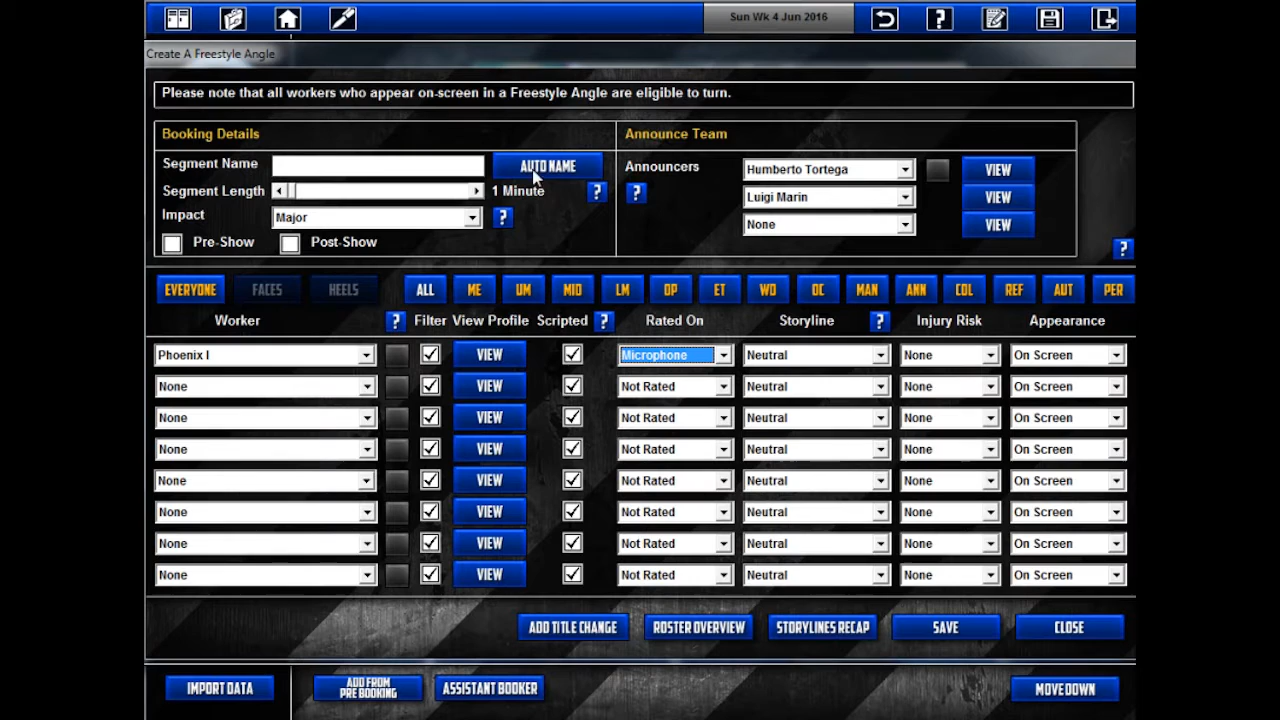 Sun Wk 4 Jun 2016
Create A Freestyle Angle
Please note that all workers who appear on-screen in a Freestyle Angle are eligible to turn.
Booking Details
Announce Team
Segment Name
AUTO NAME
Announcers
Humberto Tortega
VIEW
Segment Length
1 Minute
?
?
Luigi Marin
VIEW
Impact
Major
?
None
VIEW
Pre-Show
Post-Show
?
EVERYONE FACES HEELS ALL ME UM MID LM OP ET WD OC MAN ANN COL REF AUT PER
Worker ? Filter View Profile Scripted ? Rated On Storyline ? Injury Risk Appearance
Phoenix I VIEW Microphone Neutral None On Screen
None VIEW Not Rated Neutral None On Screen
None VIEW Not Rated Neutral None On Screen
None VIEW Not Rated Neutral None On Screen
None VIEW Not Rated Neutral None On Screen
None VIEW Not Rated Neutral None On Screen
None VIEW Not Rated Neutral None On Screen
None VIEW Not Rated Neutral None On Screen
ADD TITLE CHANGE ROSTER OVERVIEW STORYLINES RECAP SAVE CLOSE
IMPORT DATA
ADD FROM
PRE BOOKING
ASSISTANT BOOKER
MOVE DOWN